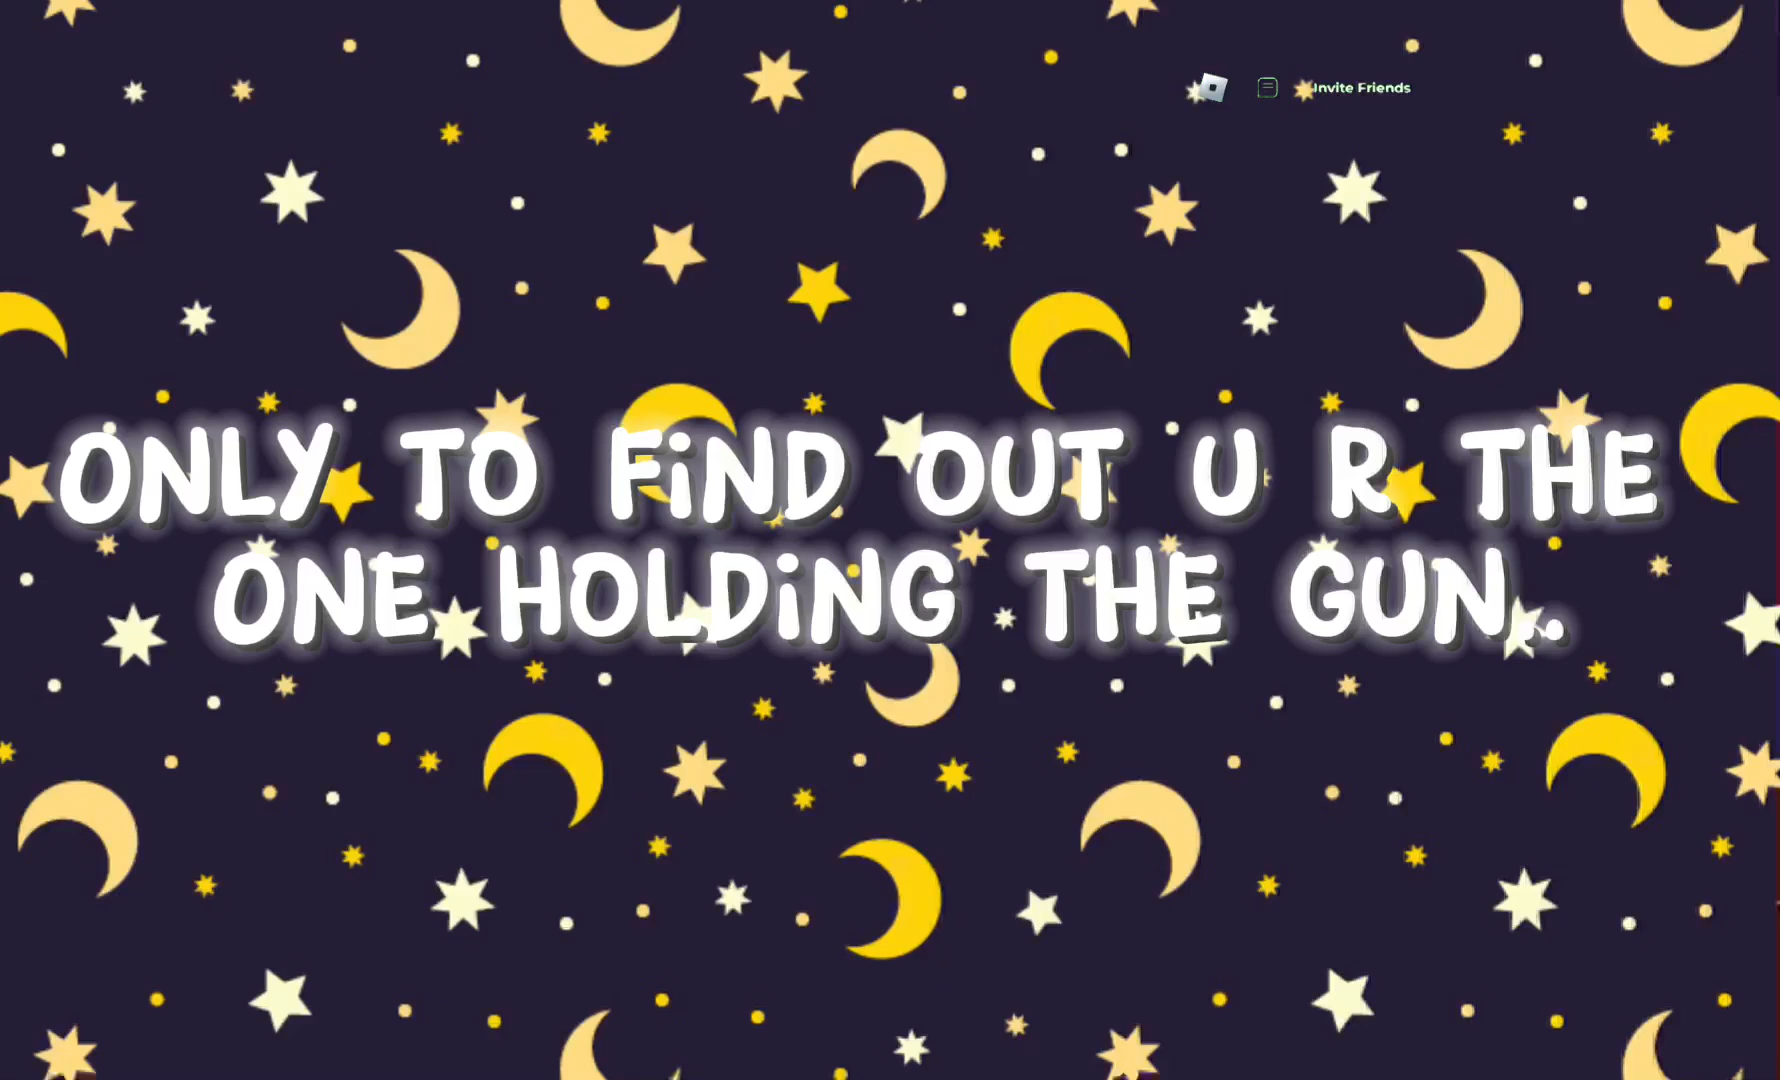 Invite Friends
ONLY TO FiND OUT U R THE
ONE HOLDiNG THE GUN..